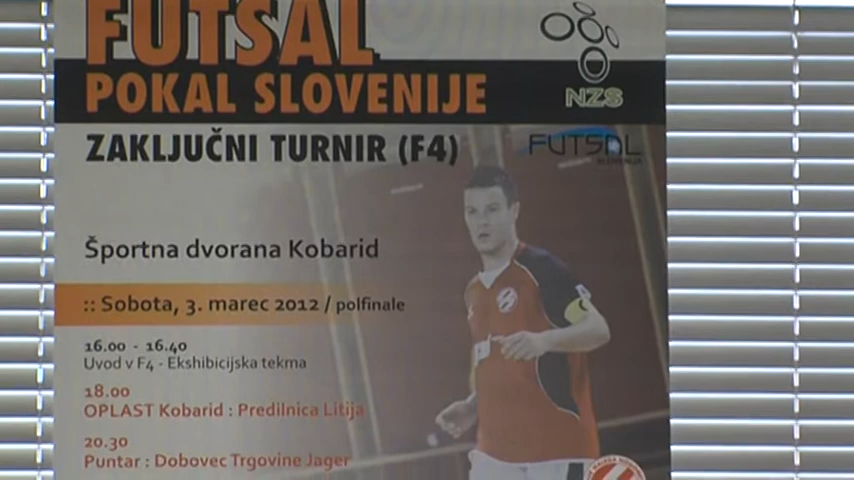 FUTSAL
POKAL SLOVENIJE
NZS
ZAKLJUČNI TURNIR (F4)
FUTSAL
Športna dvorana Kobarid
:: Sobota, 3. marec 2012 / polfinale
16.00 - 16.40
Uvod v F4 - Ekshibicijska tekma
18.00
OPLAST Kobarid : Predilnica Litija
20.30
Puntar : Dobovec Trgovine Jager